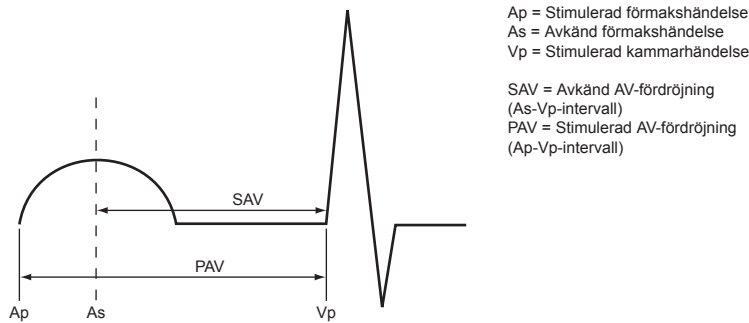 Ap = Stimulerad förmakshändelse
As = Avkänd förmakshändelse
Vp = Stimulerad kammarhändelse
SAV = Avkänd AV-fördröjning
(As-Vp-intervall)
PAV = Stimulerad AV-fördröjning
(Ap-Vp-intervall)
SAV
PAV
Ap
As
Vp